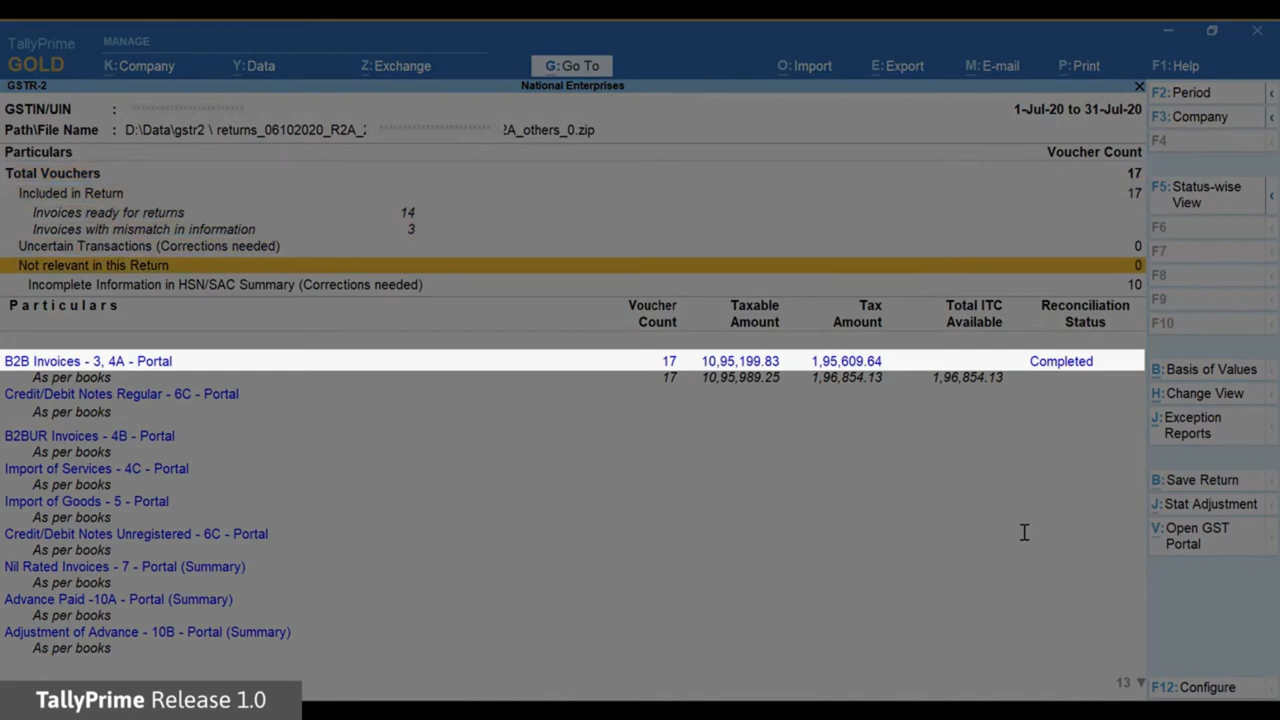 TallyPrime
GOLD
MANAGE
K:Company
Y:Data
Z:Exchange
G:Go To
O:Import
E:Export
M:E-mail
P:Print
F1:Help
GSTR-2
National Enterprises
GSTIN/UIN :
1-Jul-20 to 31-Jul-20
Path\File Name : D:\Data\gstr2 \ returns_06102020_R2A_
A_others_0.zip
Particulars Voucher Count
Total Vouchers 17
Included in Return 17
Invoices ready for returns 14
Invoices with mismatch in information 3
Uncertain Transactions (Corrections needed) 0
Not relevant in this Return 0
Incomplete Information in HSN/SAC Summary (Corrections needed) 10
Particulars Voucher Taxable Tax Total ITC Reconciliation
Count Amount Amount Available Status
B2B Invoices - 3, 4A - Portal 17 10,95,199.83 1,95,609.64 Completed
As per books 17 10,95,989.25 1,96,854.13 1,96,854.13
Credit/Debit Notes Regular - 6C - Portal
As per books
B2BUR Invoices - 4B - Portal
As per books
Import of Services - 4C - Portal
As per books
Import of Goods - 5 - Portal
As per books
Credit/Debit Notes Unregistered - 6C - Portal
As per books
Nil Rated Invoices - 7 - Portal (Summary)
As per books
Advance Paid -10A - Portal (Summary)
As per books
Adjustment of Advance - 10B - Portal (Summary)
As per books
13 ▼
F2:Period
F3:Company
F4
F5:Status-wise
View
F6
F7
F8
F9
F10
B:Basis of Values
H:Change View
J:Exception
Reports
B:Save Return
J:Stat Adjustment
V:Open GST
Portal
F12:Configure
TallyPrime Release 1.0